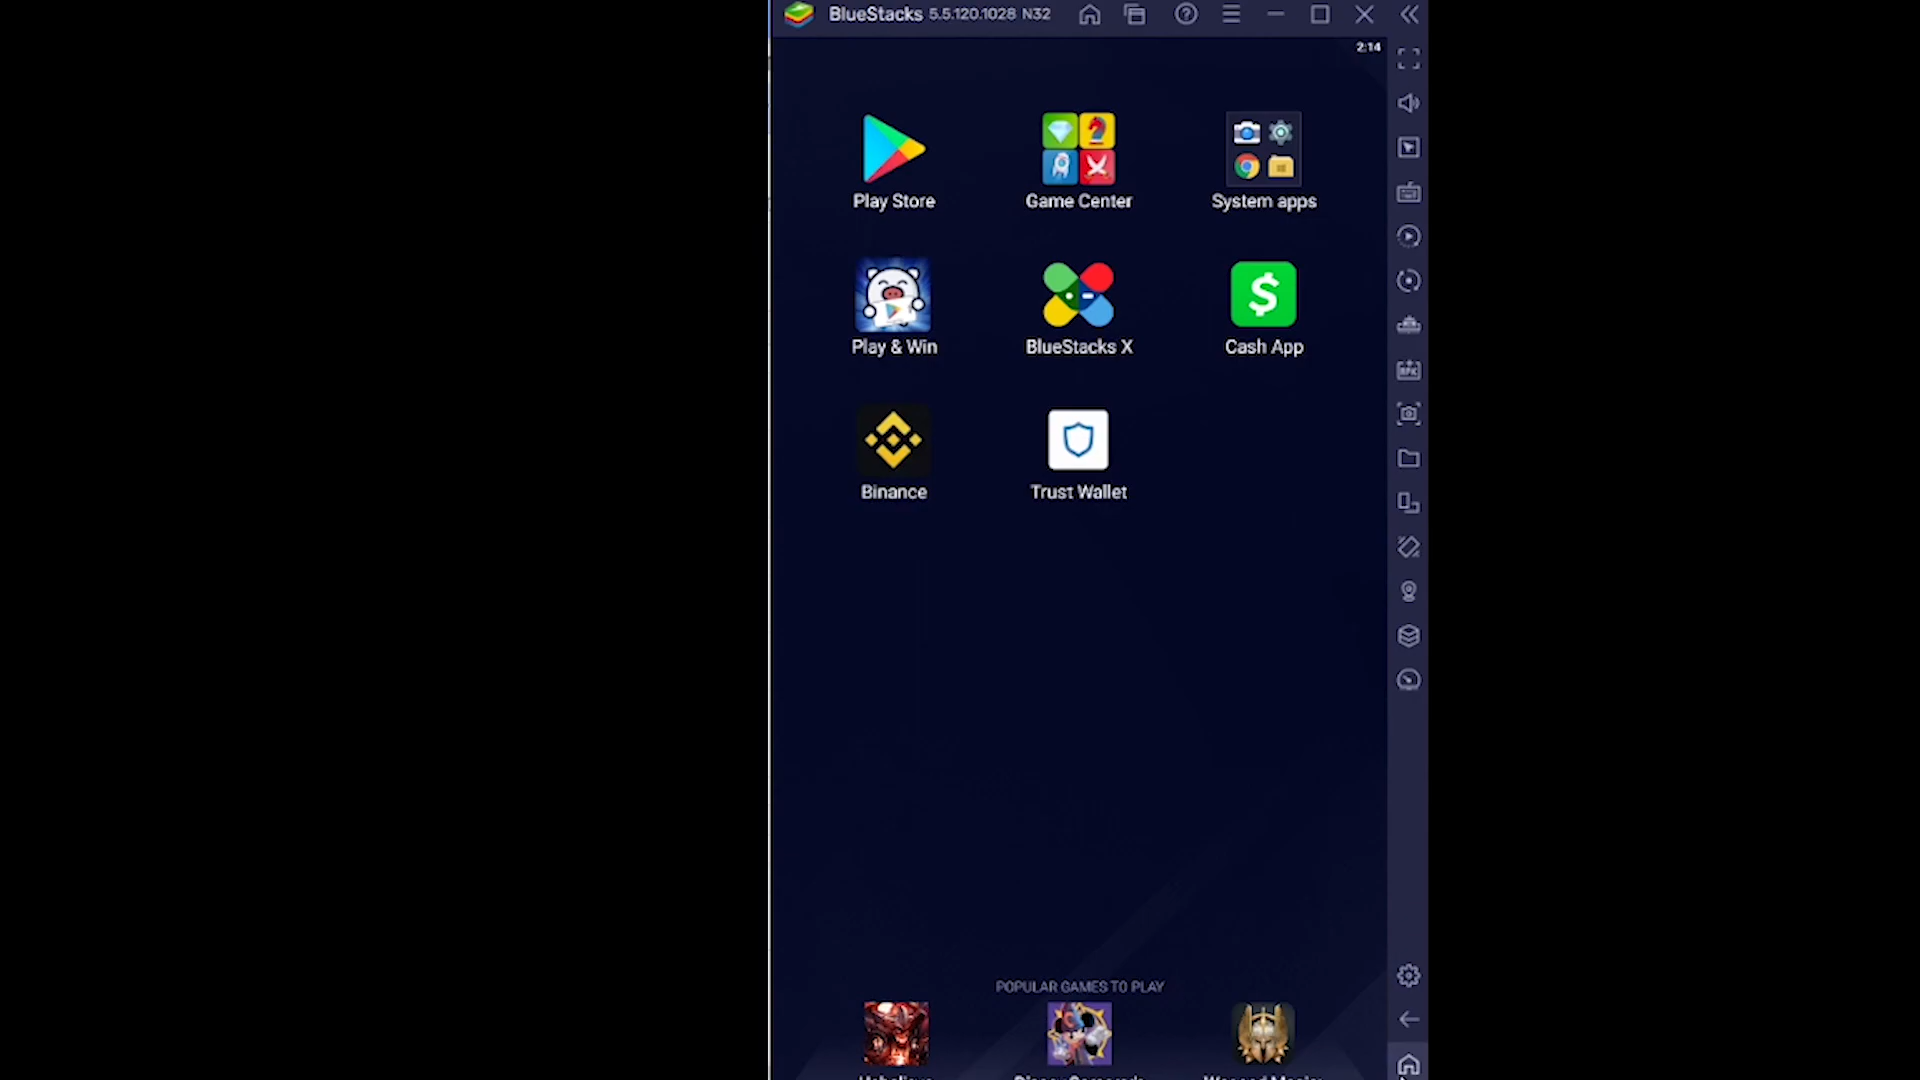 BlueStacks 5.5.120.1028 N32
2:14
Play Store
Game Center
System apps
Play & Win
BlueStacks X
Cash App
Binance
Trust Wallet
POPULAR GAMES TO PLAY